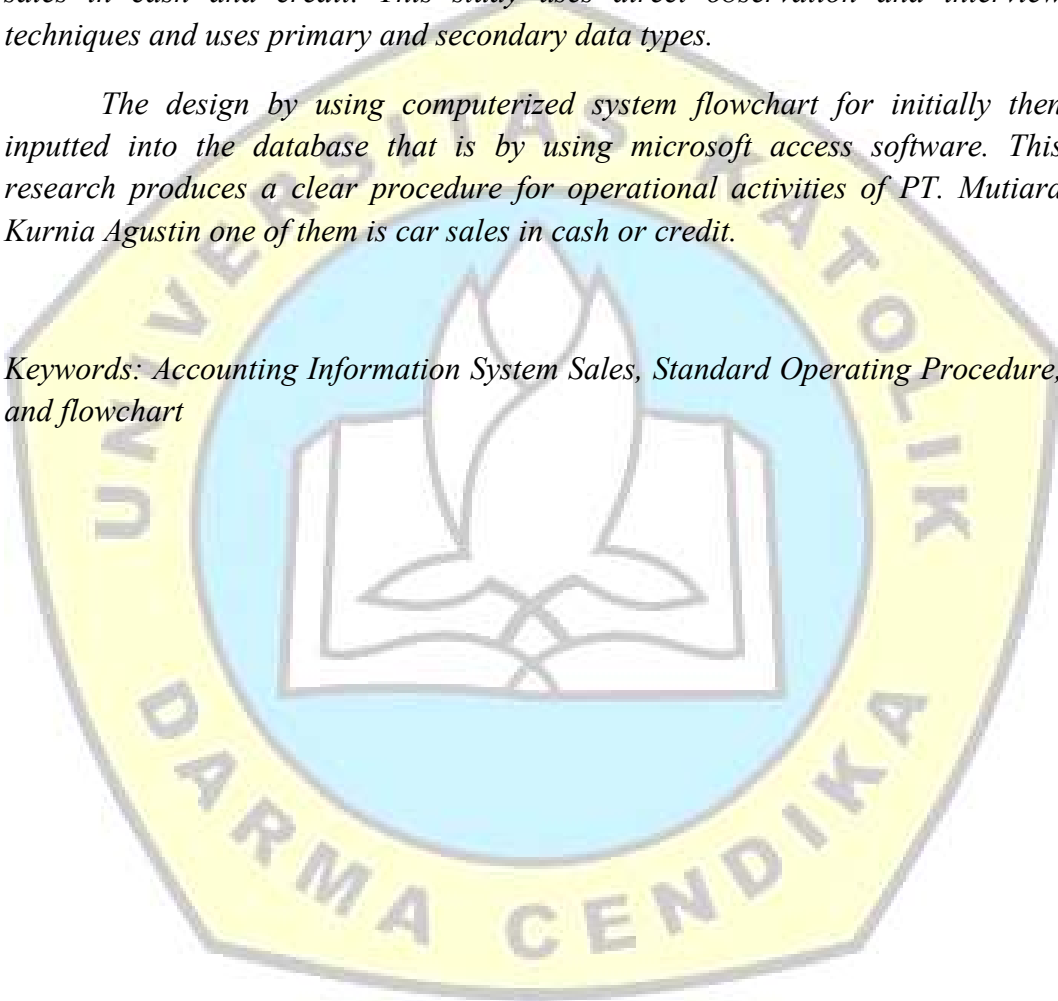 sales in cash and credit. This study uses direct observation and interview
techniques and uses primary and secondary data types.
The design by using computerized system flowchart for initially then
inputted into the database that is by using microsoft access software. This
research produces a clear procedure for operational activities of PT. Mutiara
Kurnia Agustin one of them is car sales in cash or credit.
Keywords: Accounting Information System Sales, Standard Operating Procedure,
and flowchart
UNIVERSITAS KATOLIK
DARMA CENDIKA